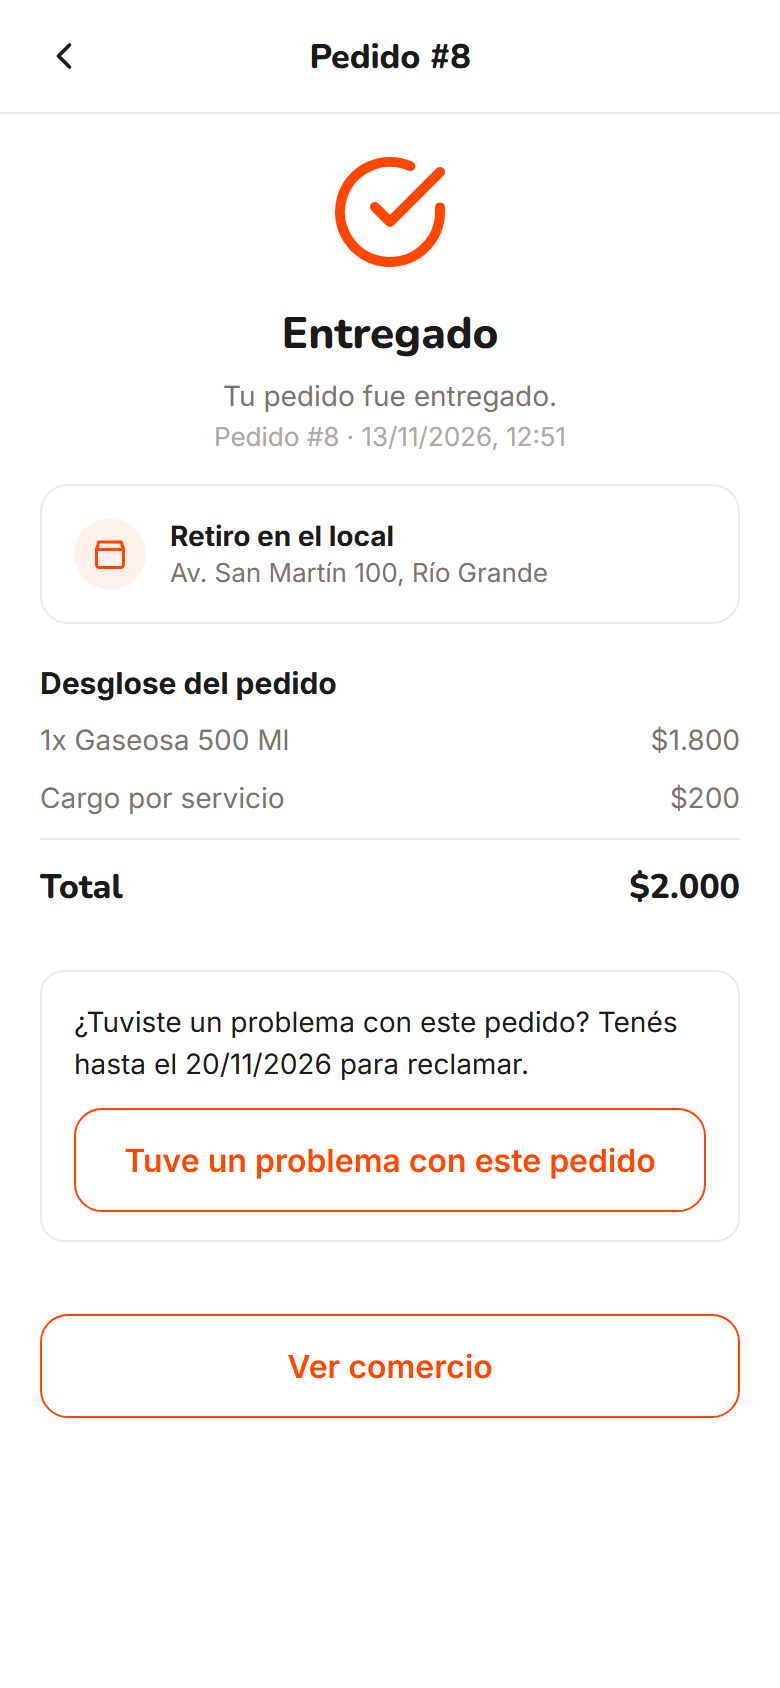 Pedido #8
Entregado
Tu pedido fue entregado.
Pedido #8 · 13/11/2026, 12:51
Retiro en el local
Av. San Martín 100, Río Grande
Desglose del pedido
1x Gaseosa 500 Ml $1.800
Cargo por servicio $200
Total $2.000
¿Tuviste un problema con este pedido? Tenés
hasta el 20/11/2026 para reclamar.
Tuve un problema con este pedido
Ver comercio